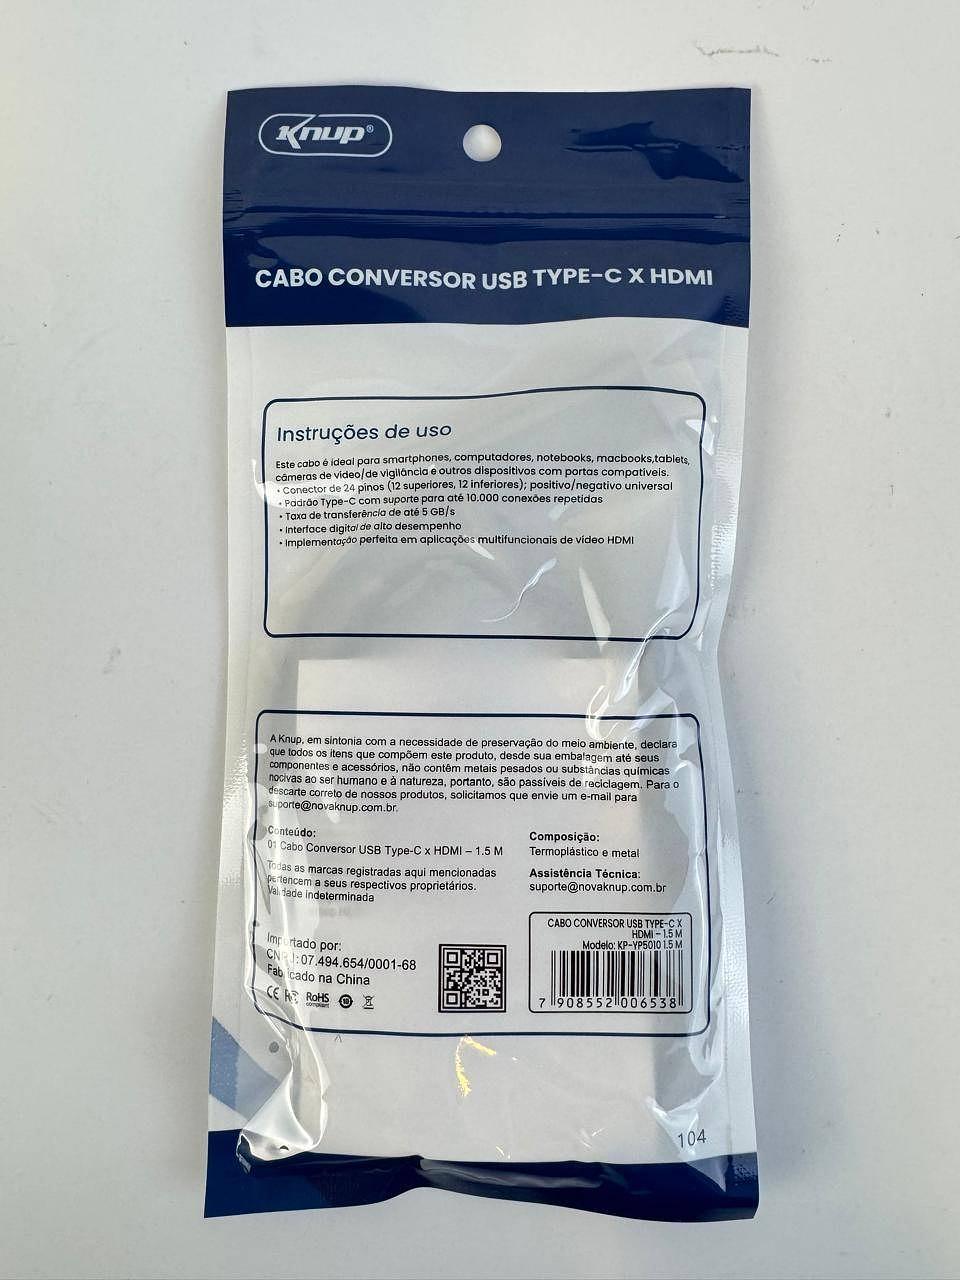 Knup®
CABO CONVERSOR USB TYPE-C X HDMI
Instruções de uso
Este cabo é ideal para smartphones, computadores, notebooks, macbooks,tablets,
câmeras de vídeo/de vigilância e outros dispositivos com portas compatíveis.
• Conector de 24 pinos (12 superiores, 12 inferiores); positivo/negativo universal
• Padrão Type-C com suporte para até 10.000 conexões repetidas
• Taxa de transferência de até 5 GB/s
• Interface digital de alto desempenho
• Implementação perfeita em aplicações multifuncionais de vídeo HDMI
A Knup, em sintonia com a necessidade de preservação do meio ambiente, declara
que todos os itens que compõem este produto, desde sua embalagem até seus
componentes e acessórios, não contêm metais pesados ou substâncias químicas
nocivas ao ser humano e à natureza, portanto, são passíveis de reciclagem. Para o
descarte correto de nossos produtos, solicitamos que envie um e-mail para
suporte@novaknup.com.br.
Conteúdo:
01 Cabo Conversor USB Type-C x HDMI – 1.5 M
Todas as marcas registradas aqui mencionadas
pertencem a seus respectivos proprietários.
Validade indeterminada
Composição:
Termoplástico e metal
Assistência Técnica:
suporte@novaknup.com.br
Importado por:
CNPJ: 07.494.654/0001-68
Fabricado na China
CE
RoHS
compliant
CABO CONVERSOR USB TYPE-C X
HDMI – 1.5 M
Modelo: KP-YP5010 1.5 M
7 908552 006538
104